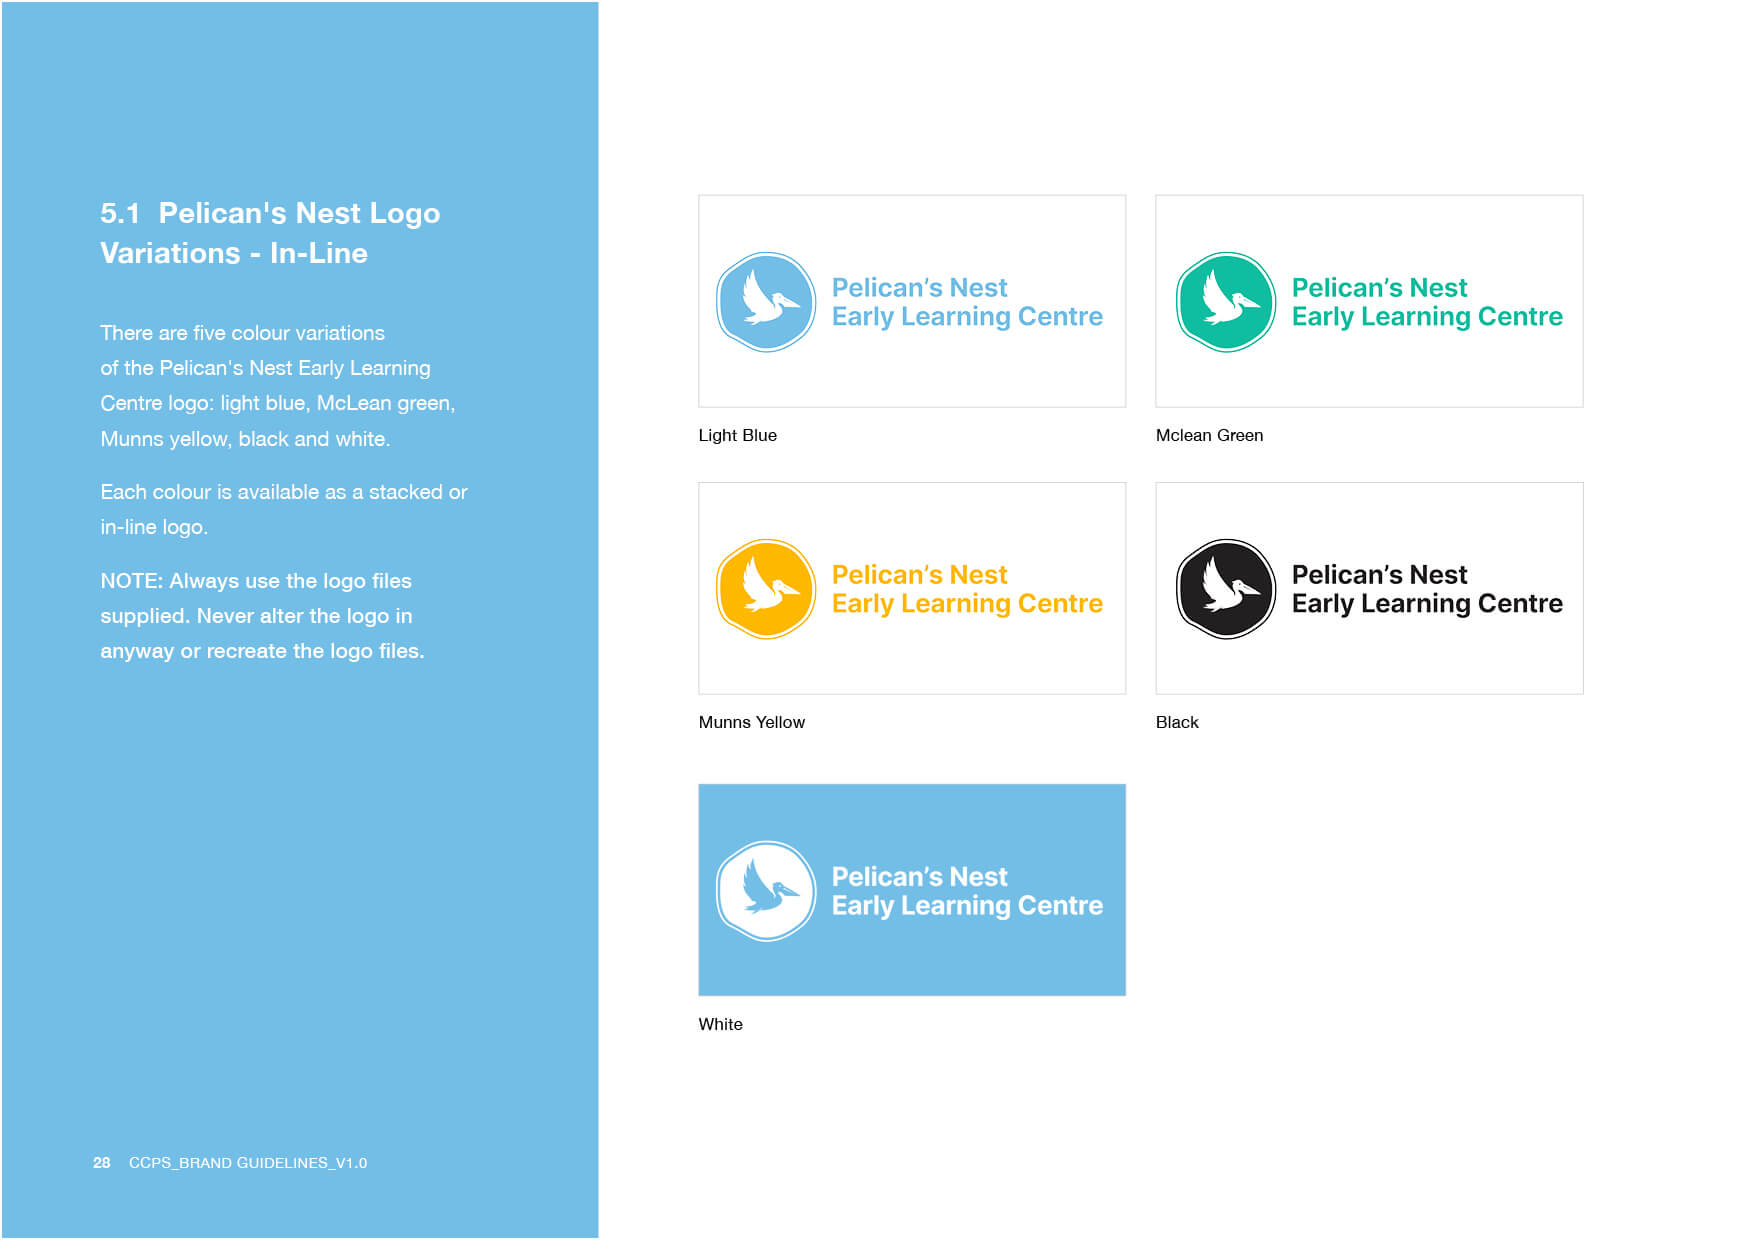 5.1 Pelican's Nest Logo
Variations - In-Line
There are five colour variations
of the Pelican's Nest Early Learning
Centre logo: light blue, McLean green,
Munns yellow, black and white.
Each colour is available as a stacked or
in-line logo.
NOTE: Always use the logo files
supplied. Never alter the logo in
anyway or recreate the logo files.
28 CCPS_BRAND GUIDELINES_V1.0
Pelican’s Nest
Early Learning Centre
Light Blue
Pelican’s Nest
Early Learning Centre
Mclean Green
Pelican’s Nest
Early Learning Centre
Munns Yellow
Pelican’s Nest
Early Learning Centre
Black
Pelican’s Nest
Early Learning Centre
White